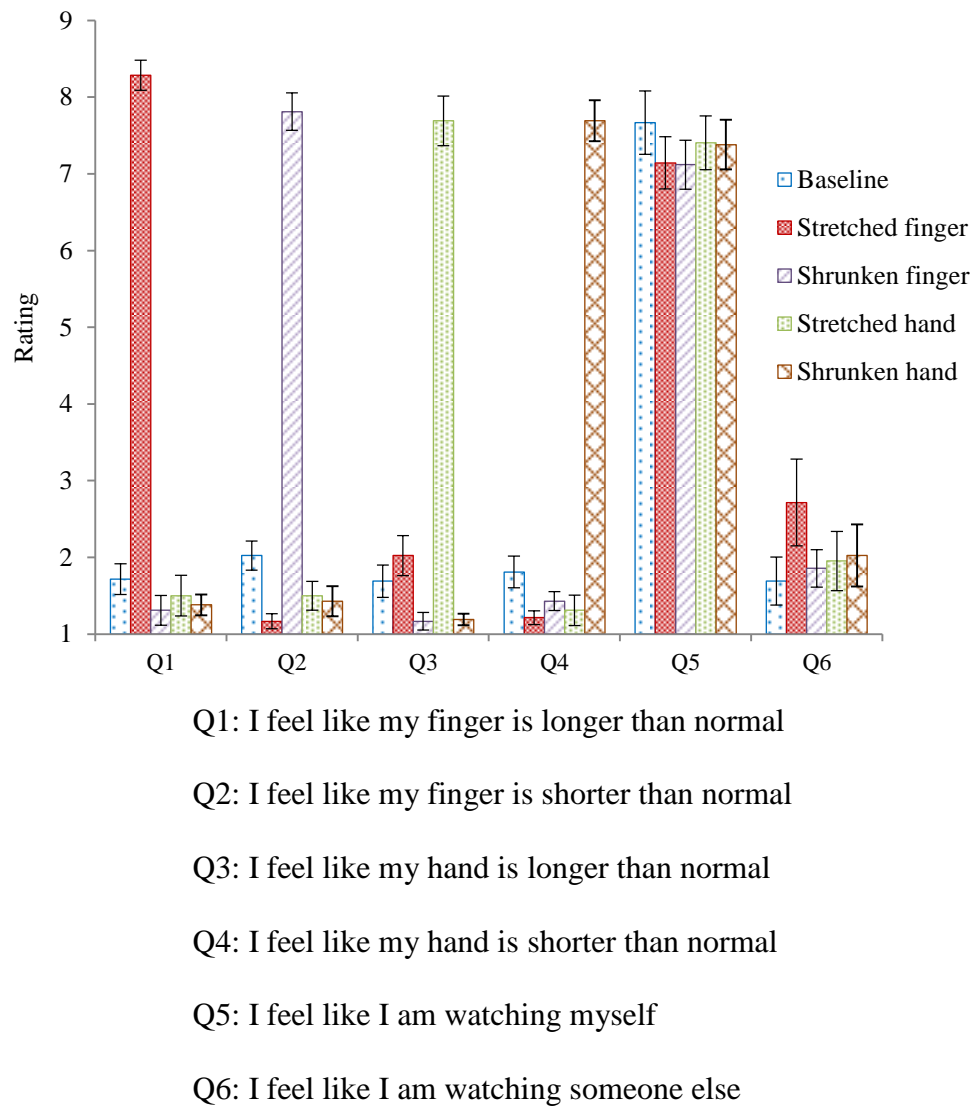 9
8
7
6
5
4
3
2
1
Rating
Q1 Q2 Q3 Q4 Q5 Q6
Baseline
Stretched finger
Shrunken finger
Stretched hand
Shrunken hand
Q1: I feel like my finger is longer than normal
Q2: I feel like my finger is shorter than normal
Q3: I feel like my hand is longer than normal
Q4: I feel like my hand is shorter than normal
Q5: I feel like I am watching myself
Q6: I feel like I am watching someone else